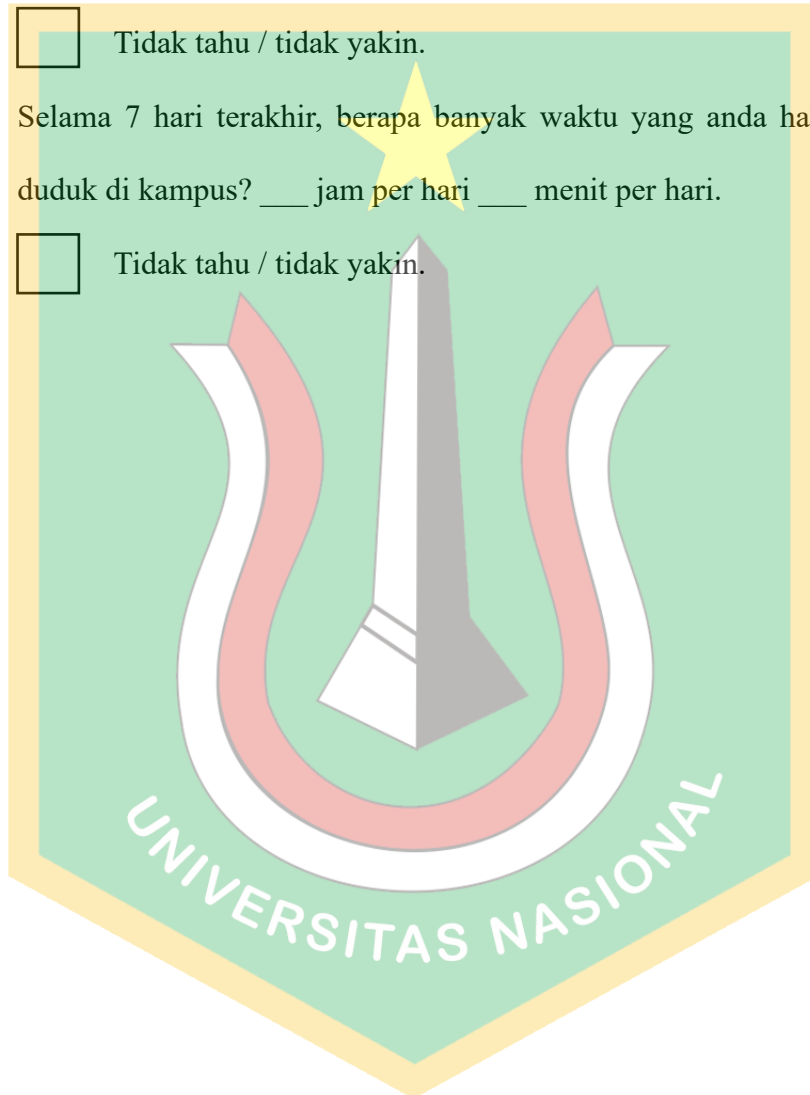 Tidak tahu / tidak yakin.
Selama 7 hari terakhir, berapa banyak waktu yang anda
duduk di kampus? ___ jam per hari ___ menit per hari.
Tidak tahu / tidak yakin.
UNIVERSITAS NASIONAL